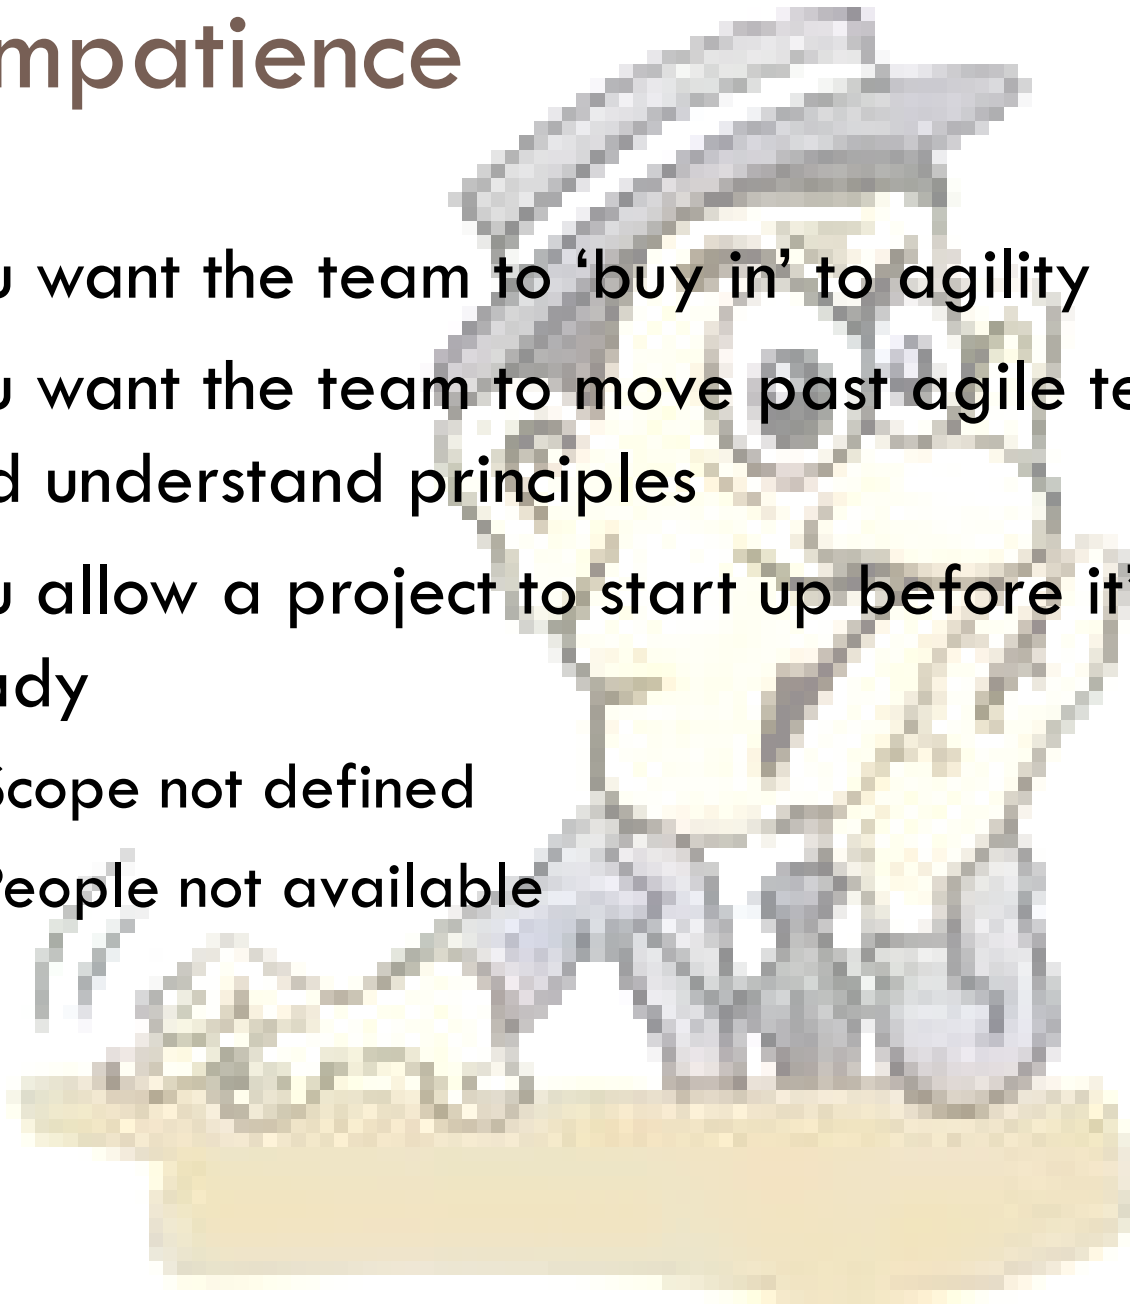 mpatience
u want the team to ‘buy in’ to agility
u want the team to move past agile te
d understand principles
u allow a project to start up before it’
ady
Scope not defined
People not available